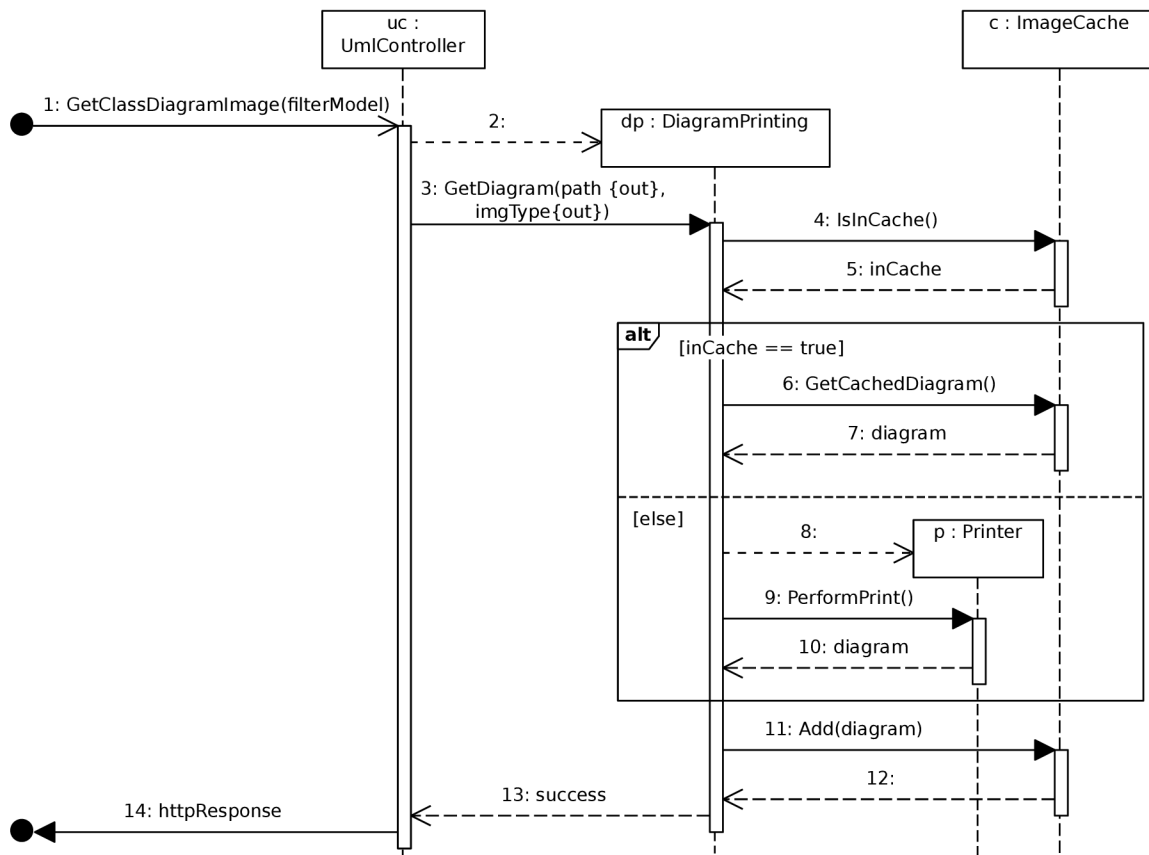 uc :
UmlController
c : ImageCache
1: GetClassDiagramImage(filterModel)
2:
dp : DiagramPrinting
3: GetDiagram(path {out},
imgType{out})
4: IsInCache()
5: inCache
alt
[inCache == true]
6: GetCachedDiagram()
7: diagram
[else]
8:
p : Printer
9: PerformPrint()
10: diagram
11: Add(diagram)
12:
13: success
14: httpResponse